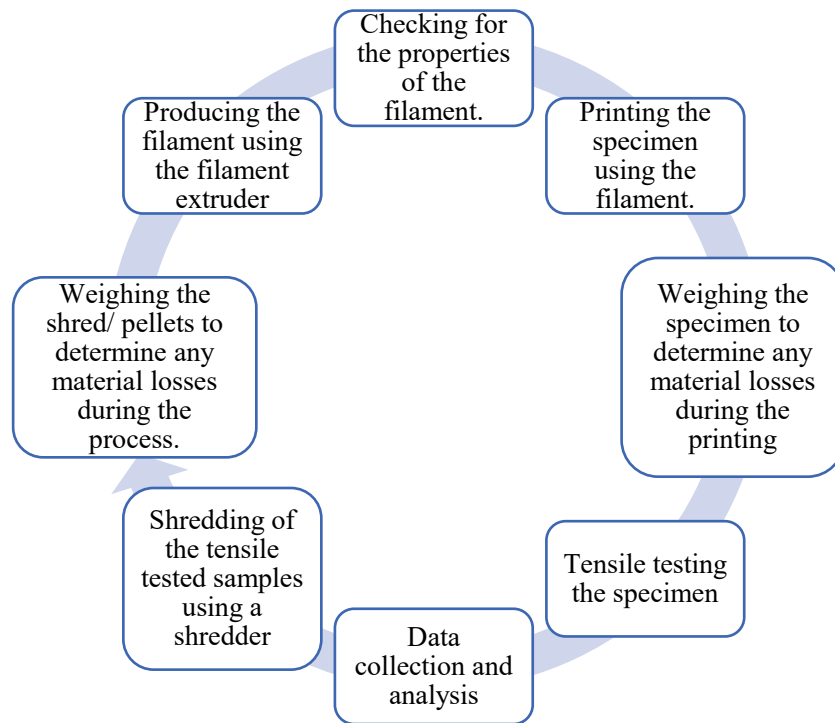 Checking for
the properties
of the
filament.
Printing the
specimen
using the
filament.
Weighing the
specimen to
determine any
material losses
during the
printing
Tensile testing
the specimen
Data
collection and
analysis
Shredding of
the tensile
tested samples
using a
shredder
Weighing the
shred/ pellets to
determine any
material losses
during the
process.
Producing the
filament using
the filament
extruder